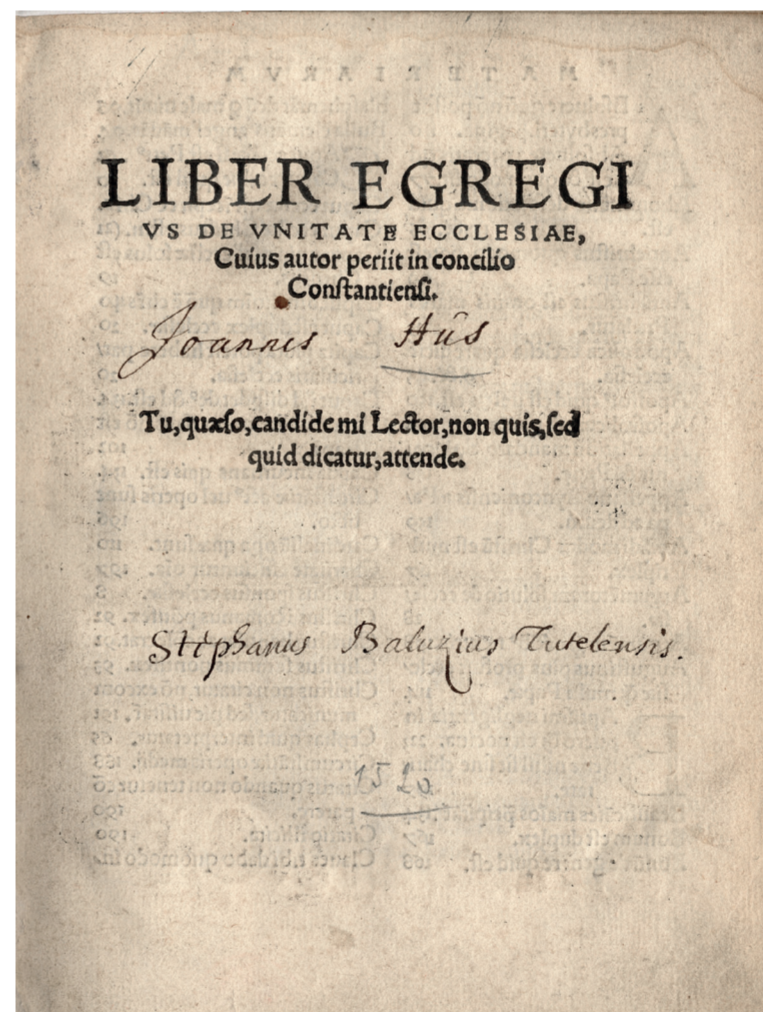 LIBER EGREGI
VS DE VNITATE ECCLESIAE,
Cuius autor periit in concilio
Constantiensi.
Joannes Hus
Tu, quæso, candide mi Lector, non quis, sed
quid dicatur, attende.
Stephanus Baluzius Tutelensis.
1520